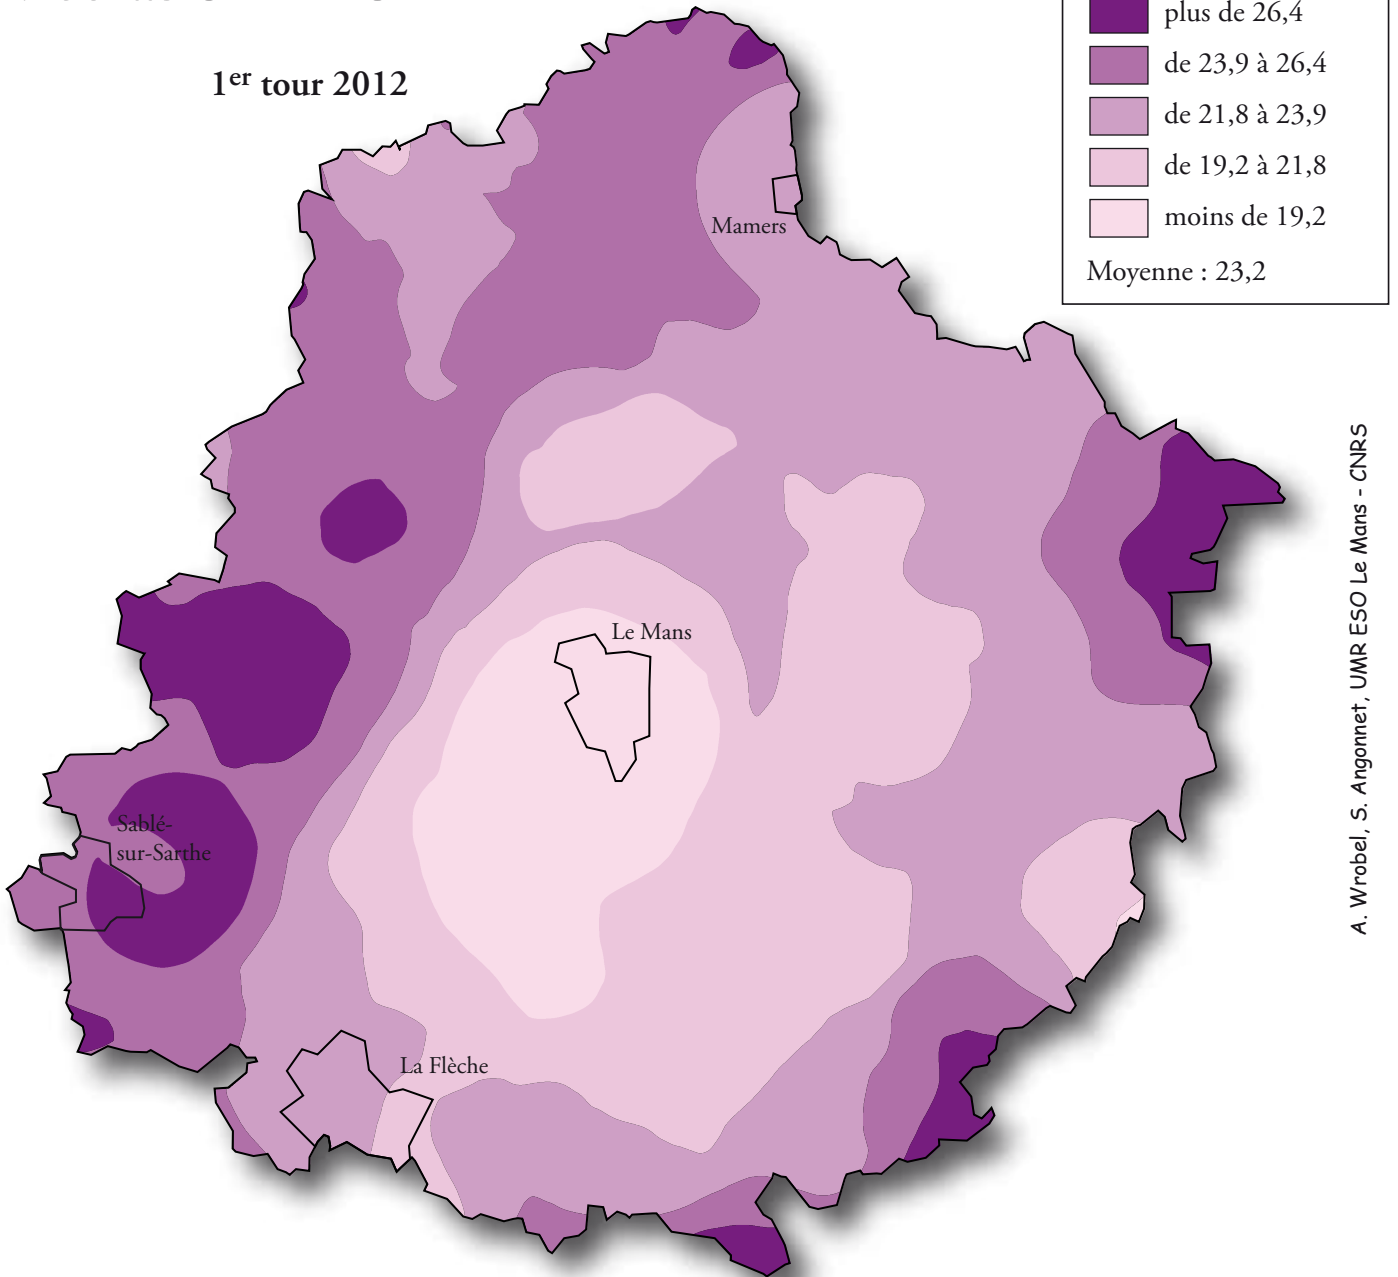 1er tour 2012
plus de 26,4
de 23,9 à 26,4
de 21,8 à 23,9
de 19,2 à 21,8
moins de 19,2
Moyenne : 23,2
Mamers
Le Mans
Sablé-
sur-Sarthe
La Flèche
A. Wrobel, S. Angonnet, UMR ESO Le Mans - CNRS